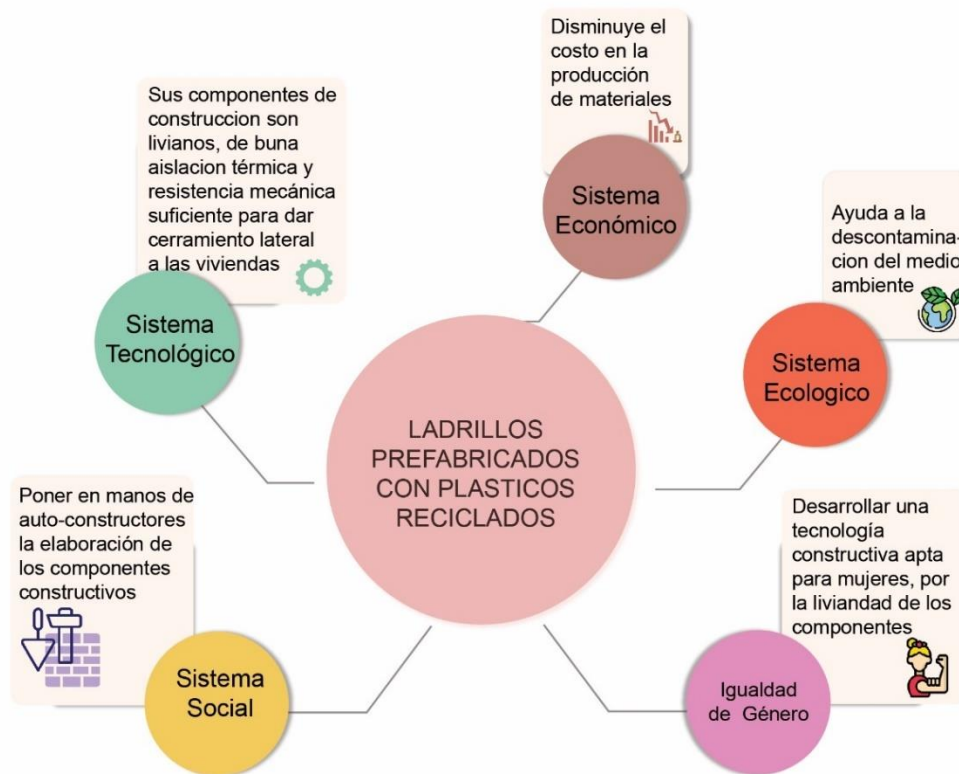 Disminuye el
costo en la
producción
de materiales
Sistema
Económico
Sus componentes de
construccion son
livianos, de buna
aislacion térmica y
resistencia mecánica
suficiente para dar
cerramiento lateral
a las viviendas
Sistema
Tecnológico
Ayuda a la
descontamina-
cion del medio
ambiente
Sistema
Ecologico
LADRILLOS
PREFABRICADOS
CON PLASTICOS
RECICLADOS
Poner en manos de
auto-constructores
la elaboración de
los componentes
constructivos
Sistema
Social
Desarrollar una
tecnología
constructiva apta
para mujeres, por
la liviandad de los
componentes
Igualdad
de Género